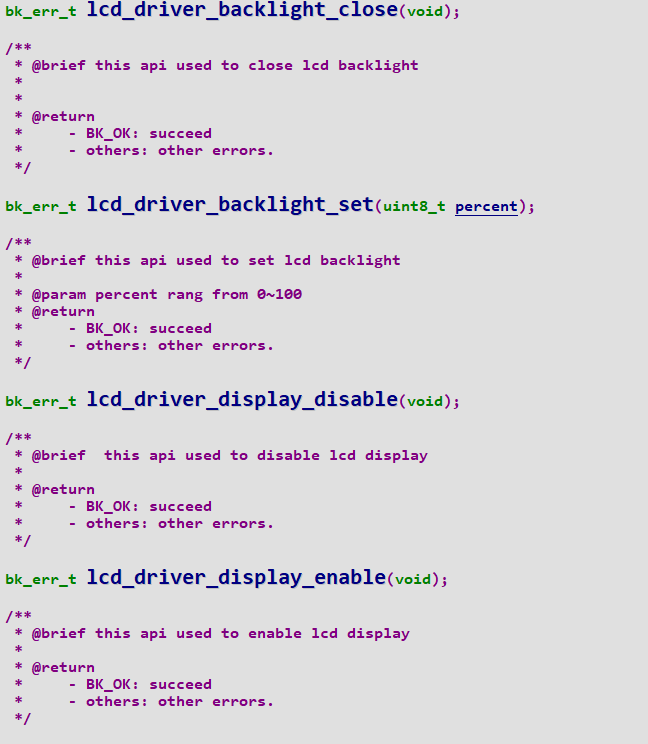 bk_err_t lcd_driver_backlight_close(void);
/**
 * @brief this api used to close lcd backlight
 *
 *
 * @return
 *     - BK_OK: succeed
 *     - others: other errors.
 */
bk_err_t lcd_driver_backlight_set(uint8_t percent);
/**
 * @brief this api used to set lcd backlight
 *
 * @param percent rang from 0~100
 * @return
 *     - BK_OK: succeed
 *     - others: other errors.
 */
bk_err_t lcd_driver_display_disable(void);
/**
 * @brief  this api used to disable lcd display
 *
 * @return
 *     - BK_OK: succeed
 *     - others: other errors.
 */
bk_err_t lcd_driver_display_enable(void);
/**
 * @brief this api used to enable lcd display
 *
 * @return
 *     - BK_OK: succeed
 *     - others: other errors.
 */